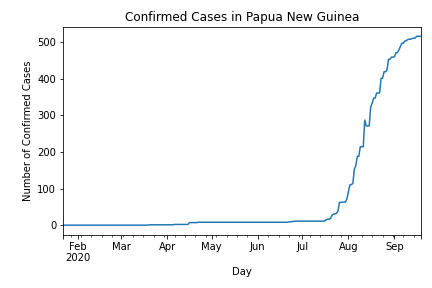 Confirmed Cases in Papua New Guinea
Number of Confirmed Cases
500
400
300
200
100
0
Feb Mar Apr May Jun Jul Aug Sep
2020
Day